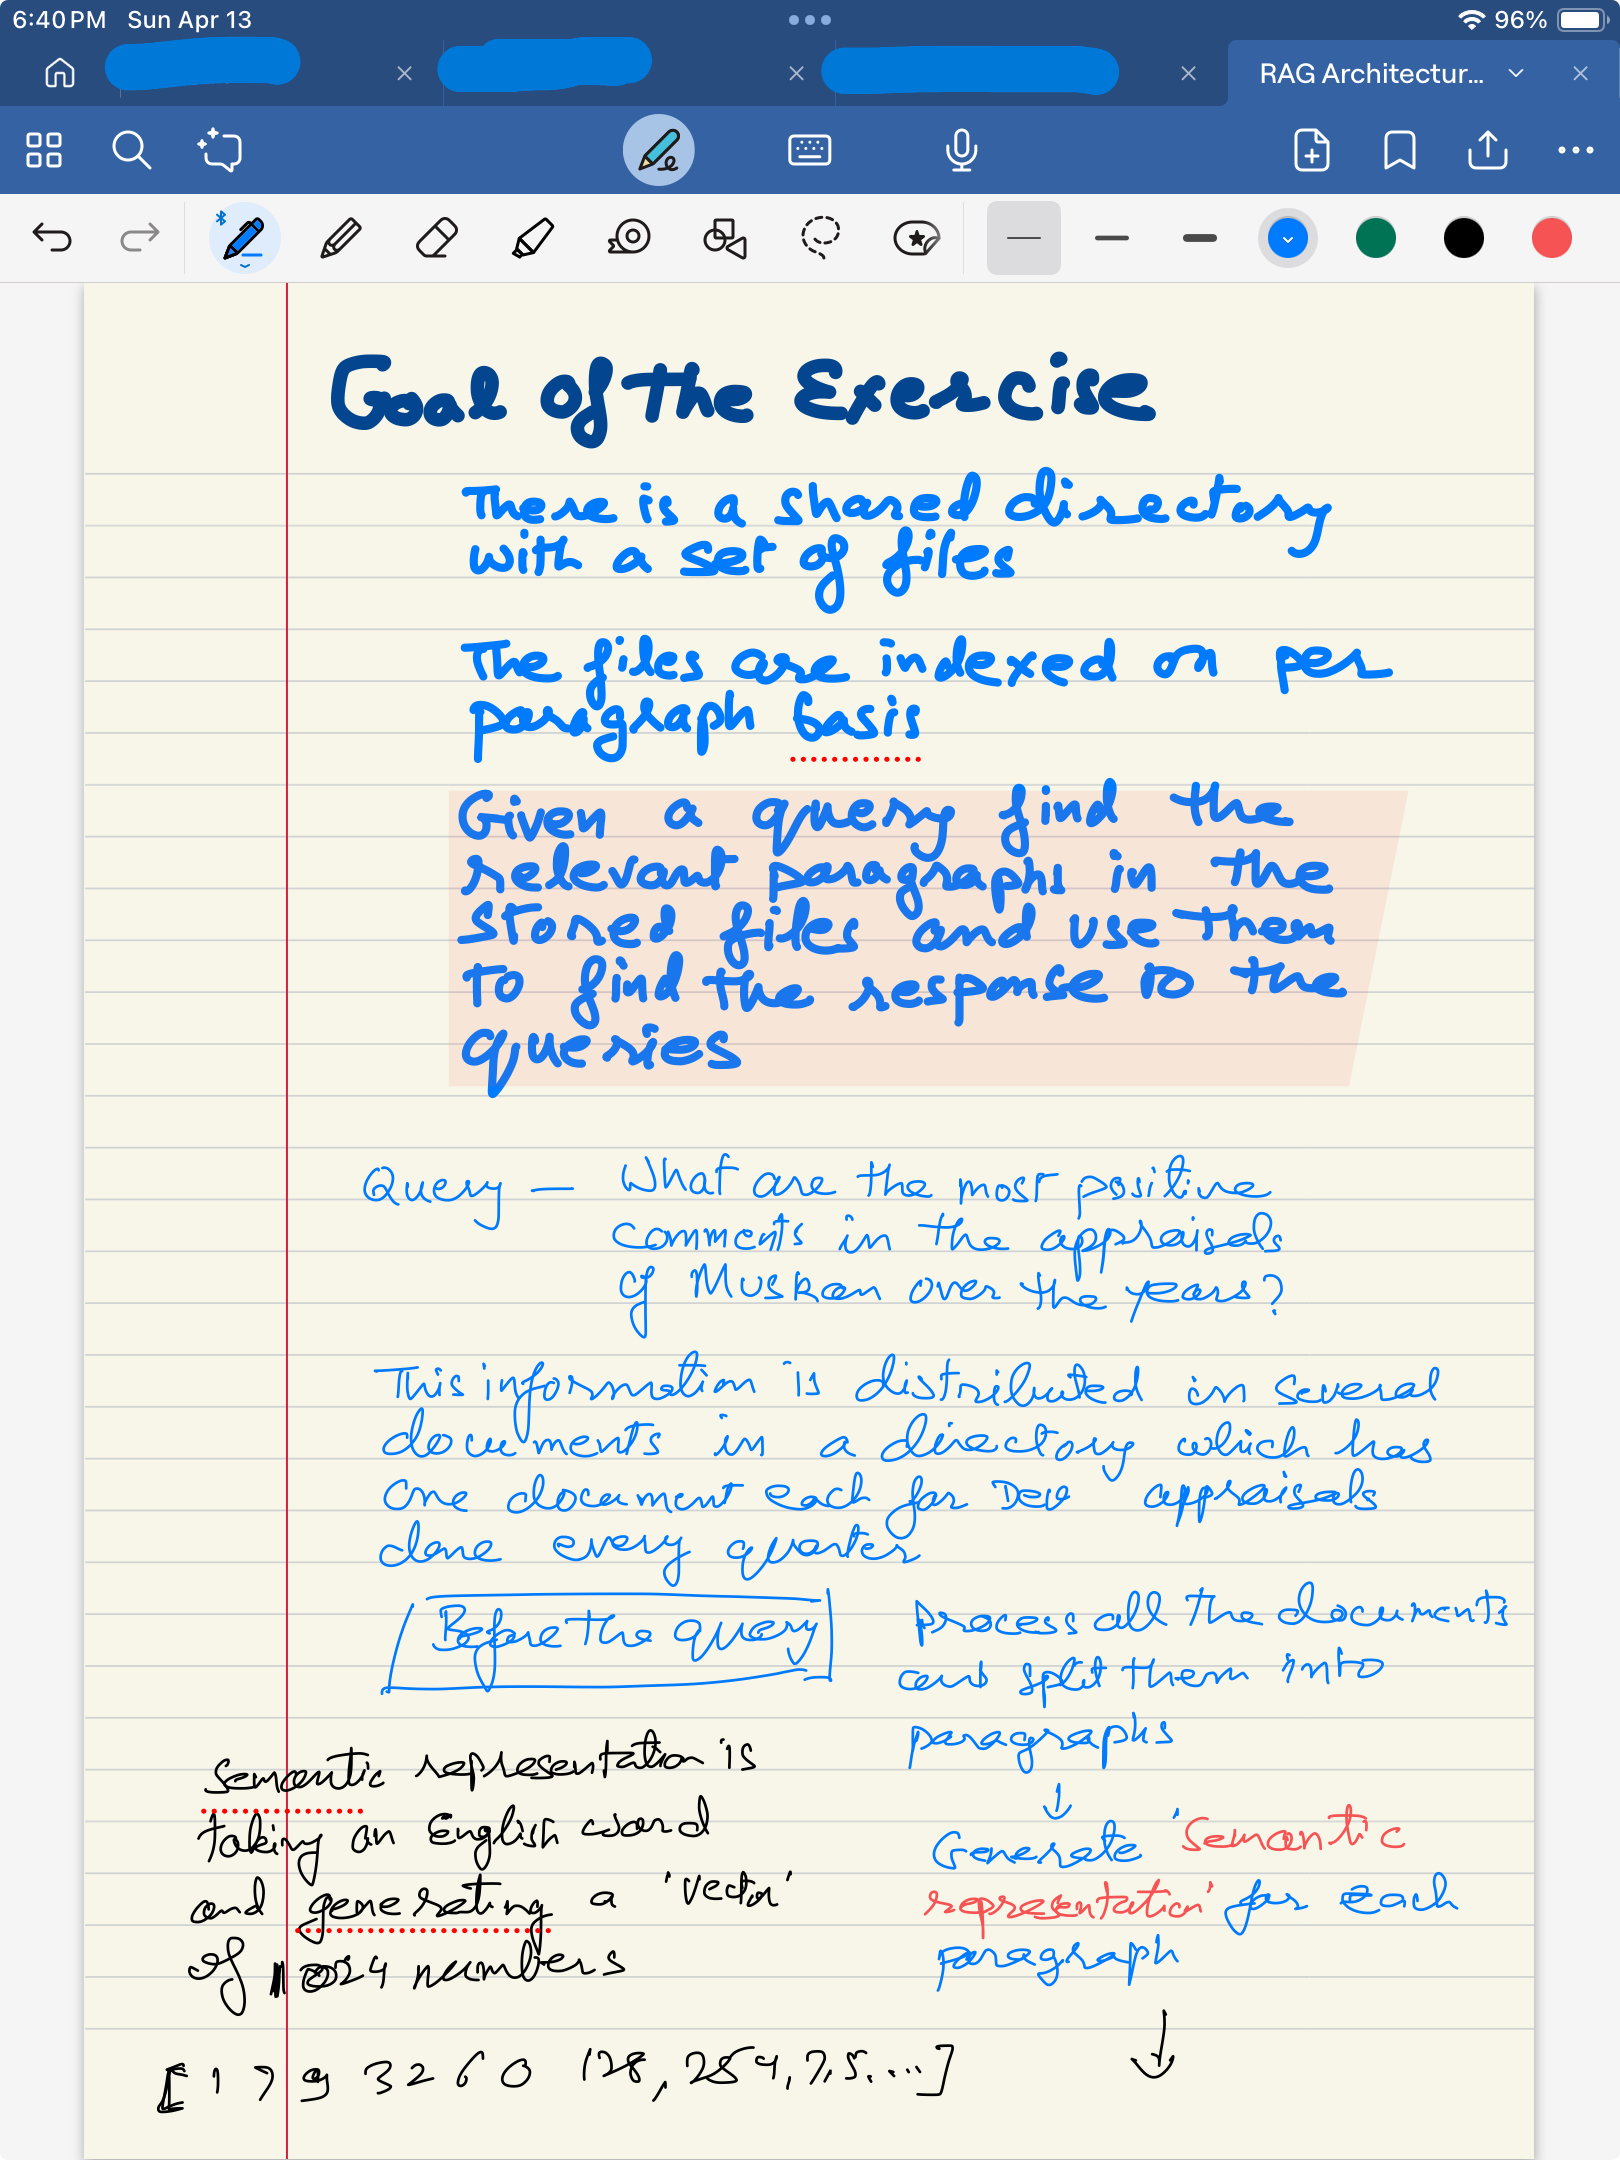 6:40 PM Sun Apr 13
96%
RAG Architectur...
Goal of the Exercise
There is a shared directory
with a set of files
The files are indexed on per
paragraph basis
Given a query find the
relevant paragraphs in the
stored files and use them
to find the response to the
queries
Query — What are the most positive
comments in the appraisals
of Muskan over the years?
This information is distributed in several
documents in a directory which has
one document each for Dev appraisals
done every quarter
Before the query
Process all the documents
and split them into
paragraphs
↓
Generate 'Semantic
representation' for each
paragraph
↓
Semantic representation is
taking an English word
and generating a 'vector'
of 1024 numbers
[ 1 7 9 32 60 128, 254, 7, 5, ...]